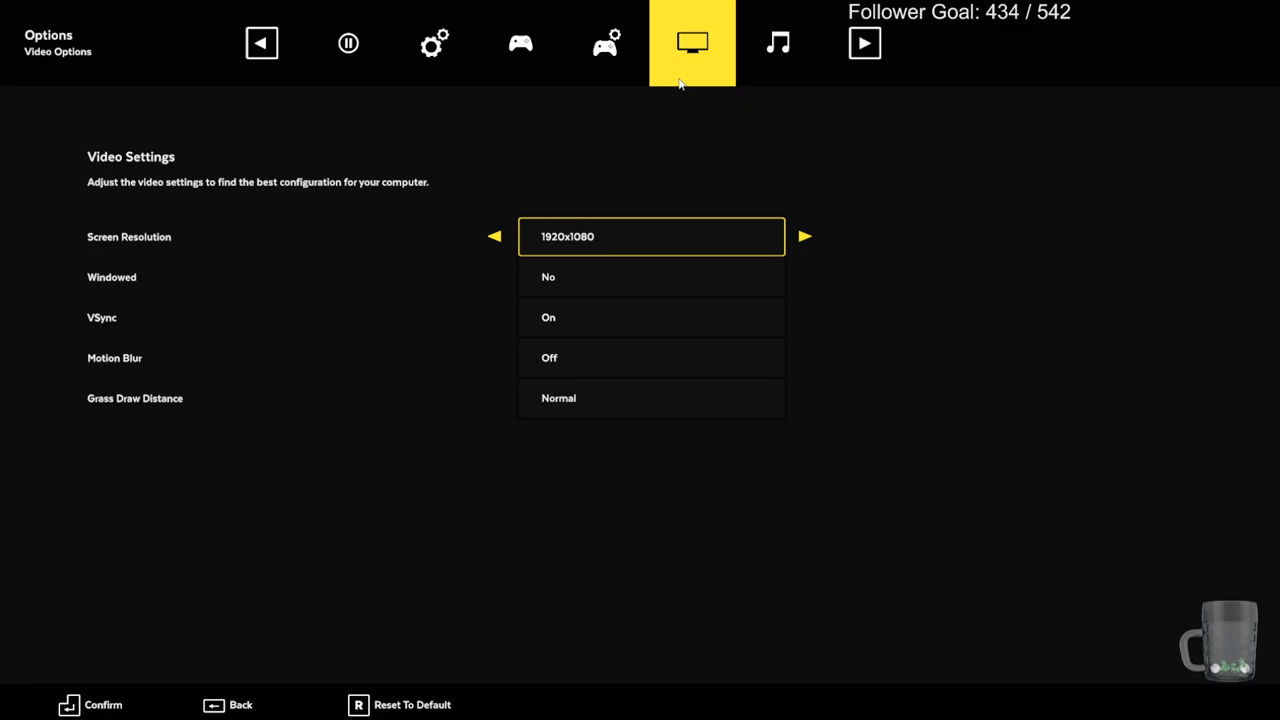 Follower Goal: 434 / 542
Options
Video Options
Video Settings
Adjust the video settings to find the best configuration for your computer.
Screen Resolution 1920x1080
Windowed No
VSync On
Motion Blur Off
Grass Draw Distance Normal
Confirm Back R Reset To Default